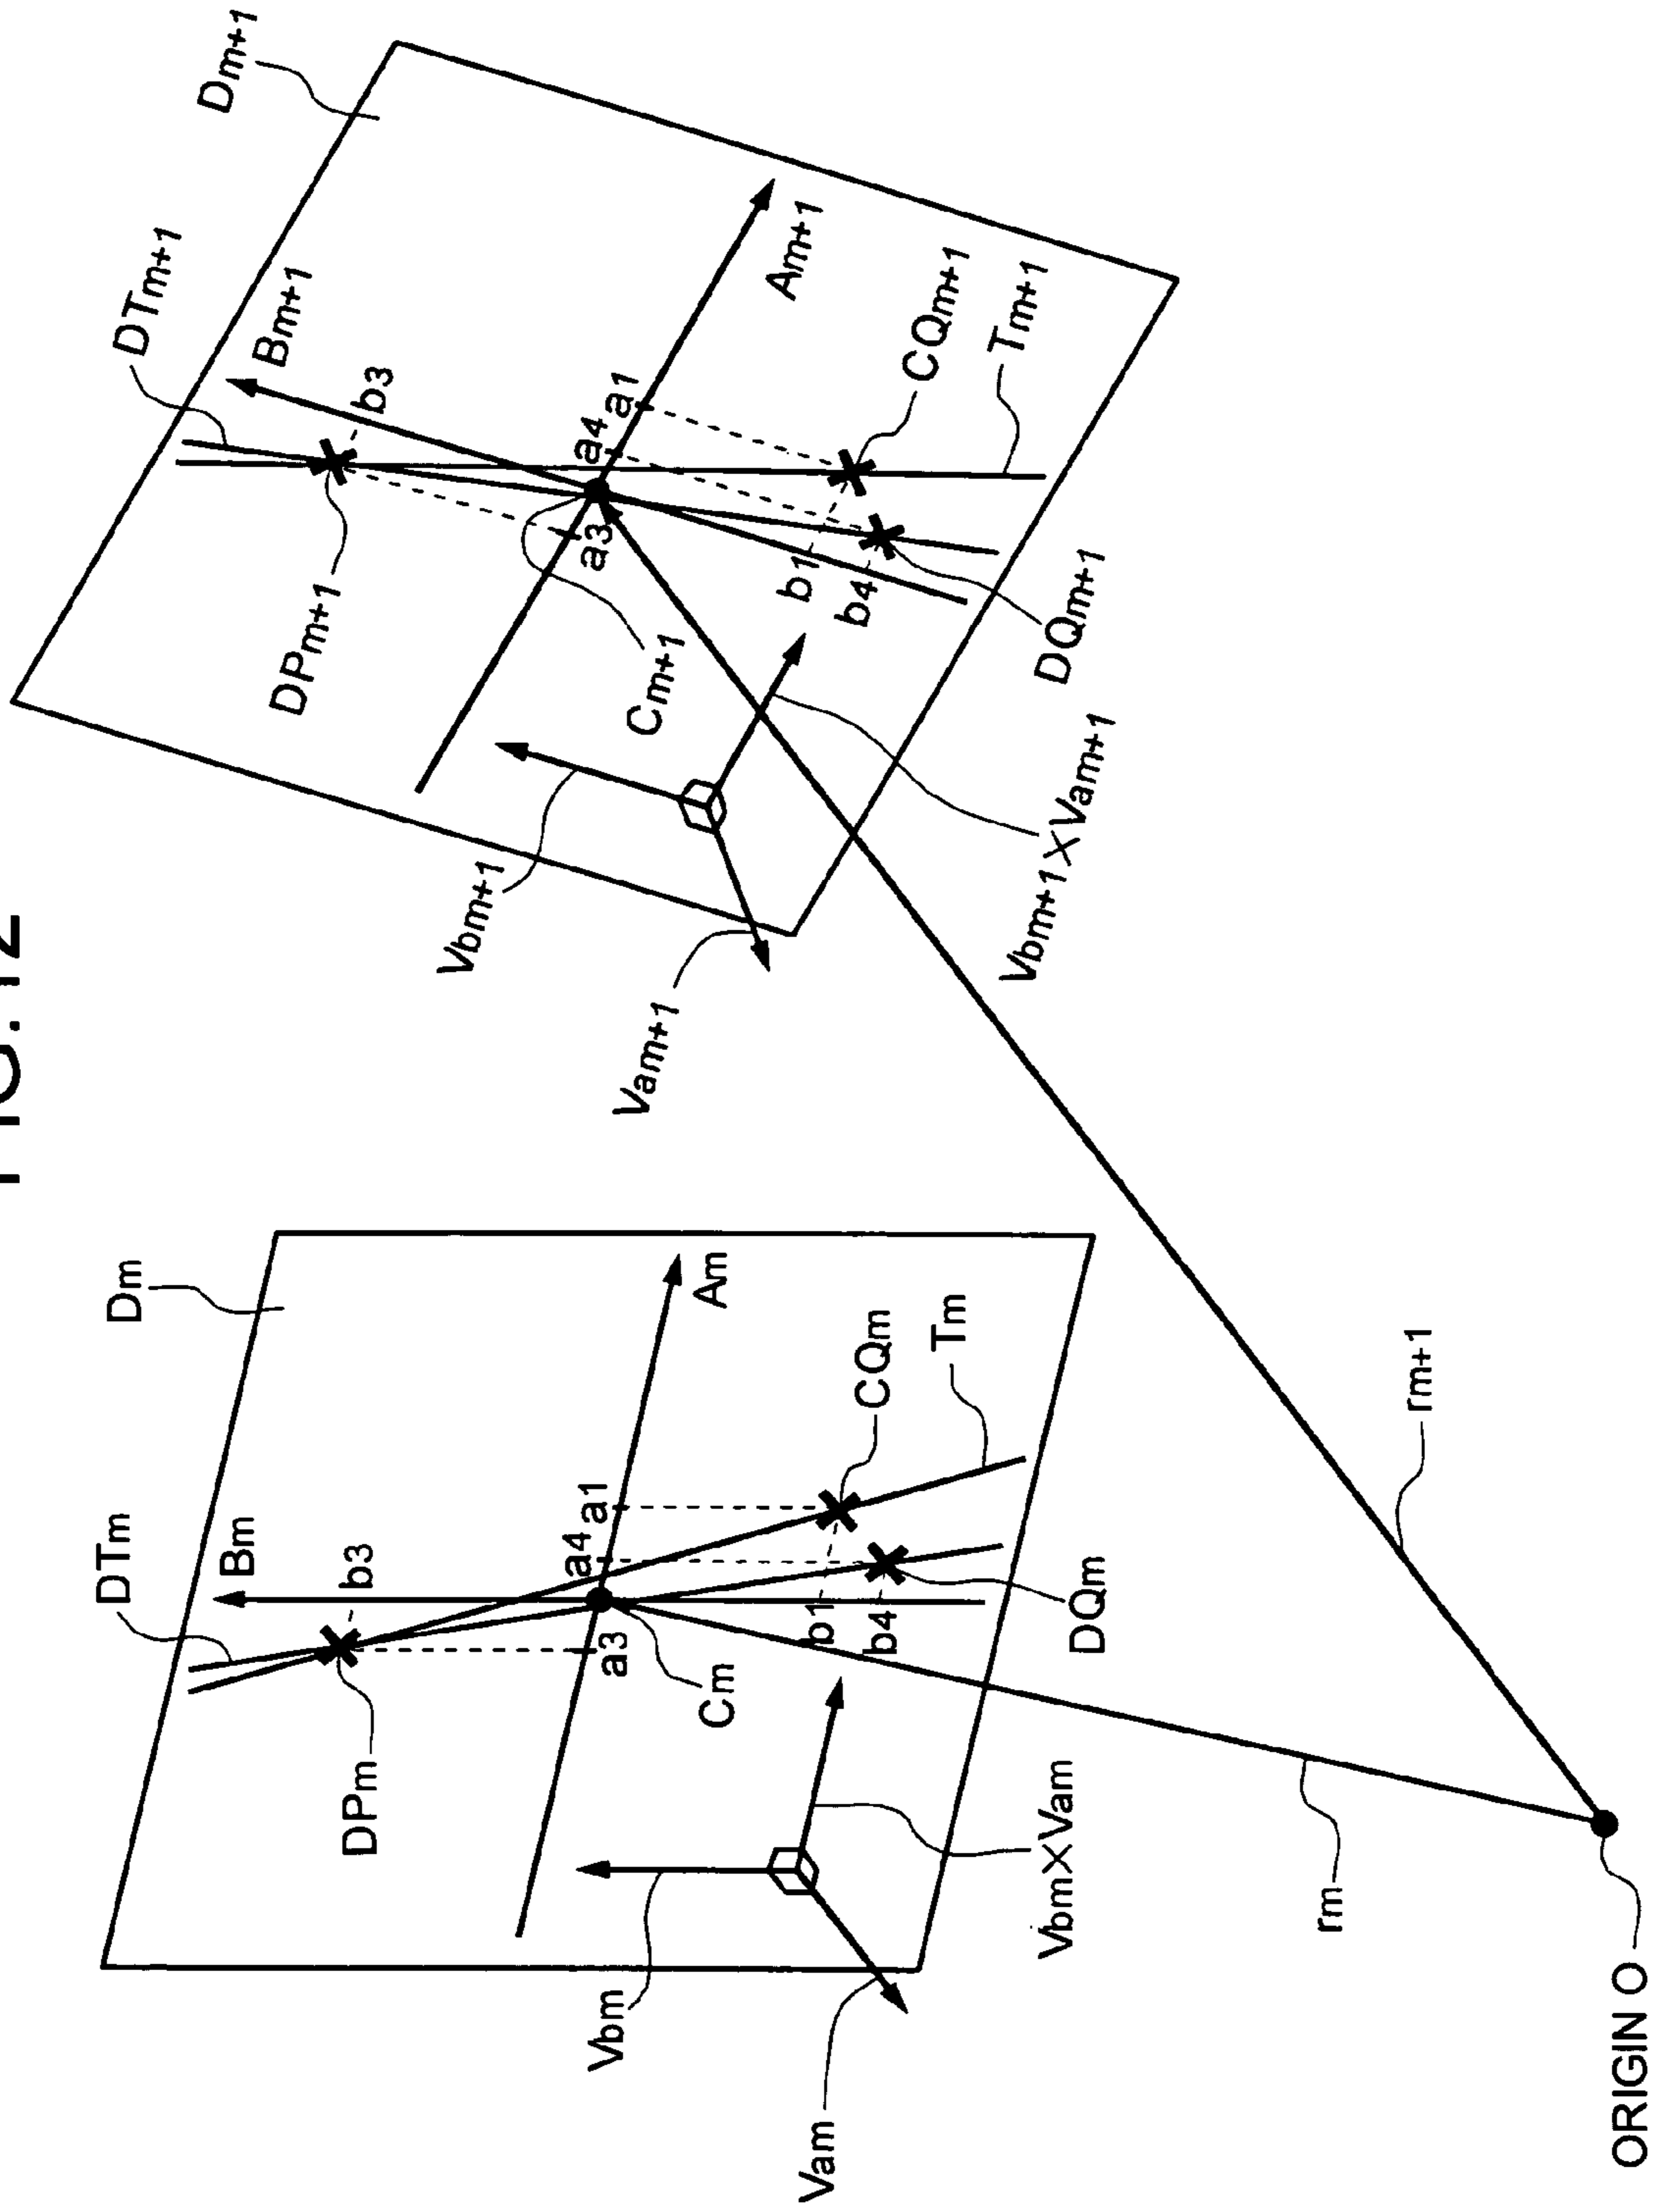 FIG.12
Dm
DTm
Bm
b3
DPm
a3
a4
a1
Am
CQm
Tm
b1
b4
DQm
Cm
Vbm
Vam
Vbm×Vam
rm
rm+1
ORIGIN O
Dm+1
DTm+1
Bm+1
b3
DPm+1
a3
a4
a1
Am+1
CQm+1
Tm+1
b1
b4
DQm+1
Cm+1
Vbm+1
Vam+1
Vbm+1×Vam+1